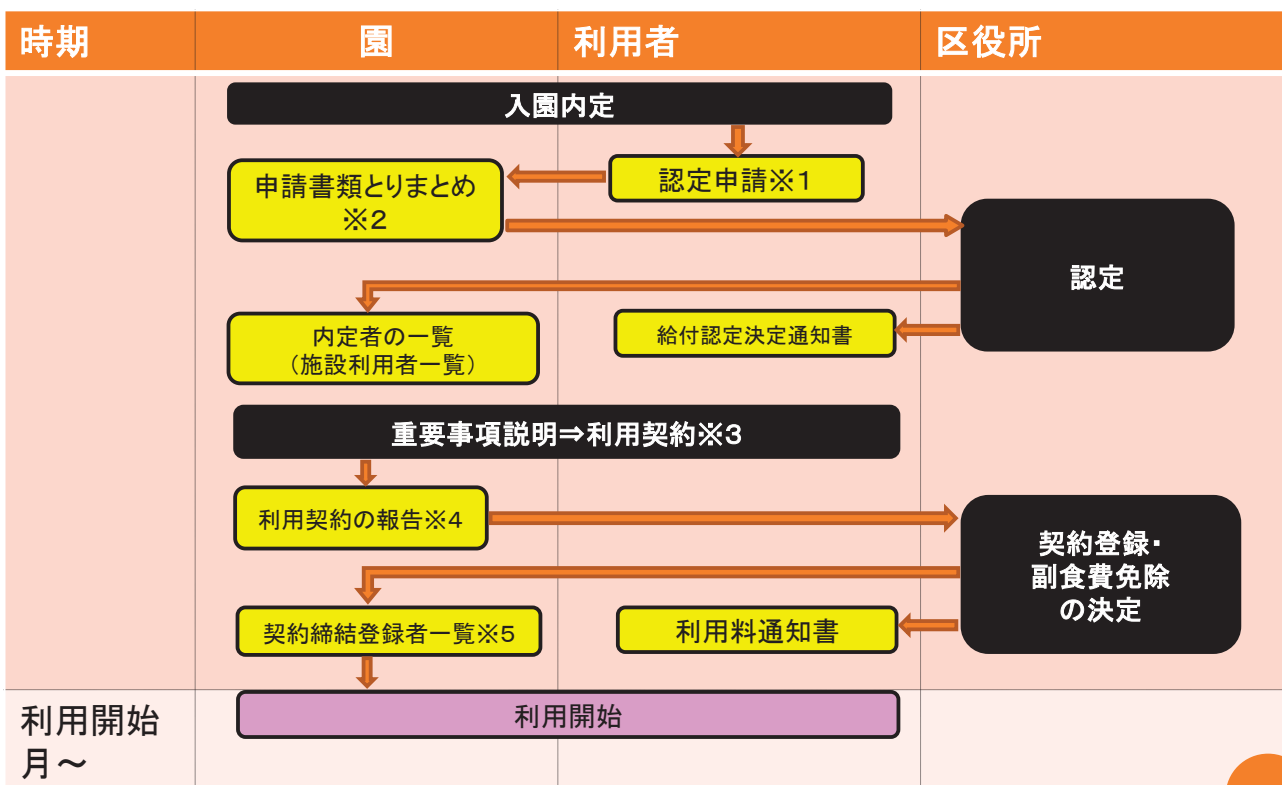 時期
園
利用者
区役所
入園内定
認定申請※1
申請書類とりまとめ
※2
認定
内定者の一覧
（施設利用者一覧）
給付認定決定通知書
重要事項説明⇒利用契約※3
利用契約の報告※4
契約登録・
副食費免除
の決定
契約締結登録者一覧※5
利用料通知書
利用開始
月～
利用開始